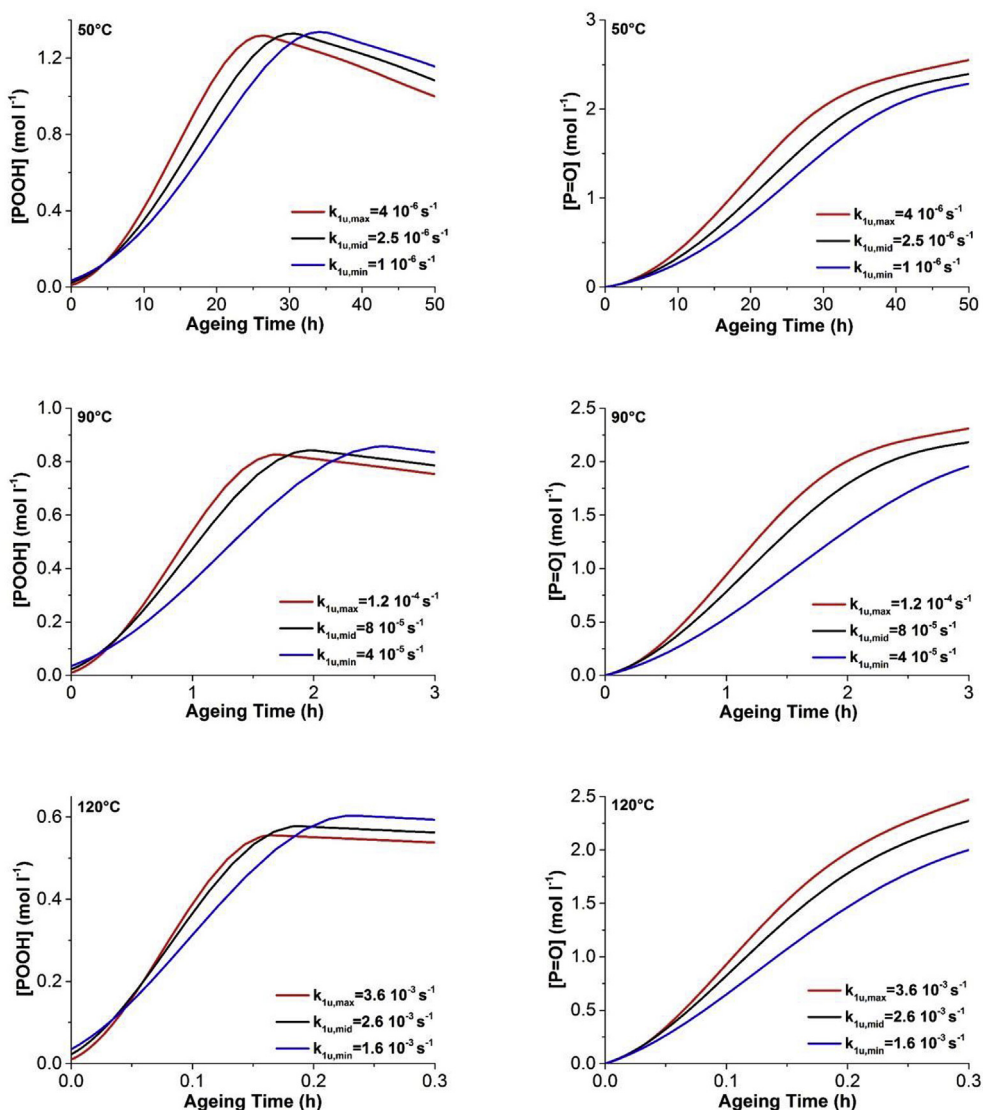 50°C
[POOH] (mol l⁻¹)
1.2
0.8
0.4
0.0
k₁ᵤ,ₘₐₓ=4 10⁻⁶ s⁻¹
k₁ᵤ,ₘᵢd=2.5 10⁻⁶ s⁻¹
k₁ᵤ,ₘᵢₙ=1 10⁻⁶ s⁻¹
0 10 20 30 40 50
Ageing Time (h)
50°C
[P=O] (mol l⁻¹)
3
2
1
0
k₁ᵤ,ₘₐₓ=4 10⁻⁶ s⁻¹
k₁ᵤ,ₘᵢd=2.5 10⁻⁶ s⁻¹
k₁ᵤ,ₘᵢₙ=1 10⁻⁶ s⁻¹
0 10 20 30 40 50
Ageing Time (h)
90°C
[POOH] (mol l⁻¹)
1.0
0.8
0.6
0.4
0.2
0.0
k₁ᵤ,ₘₐₓ=1.2 10⁻⁴ s⁻¹
k₁ᵤ,ₘᵢd=8 10⁻⁵ s⁻¹
k₁ᵤ,ₘᵢₙ=4 10⁻⁵ s⁻¹
0 1 2 3
Ageing Time (h)
90°C
[P=O] (mol l⁻¹)
2.5
2.0
1.5
1.0
0.5
0.0
k₁ᵤ,ₘₐₓ=1.2 10⁻⁴ s⁻¹
k₁ᵤ,ₘᵢd=8 10⁻⁵ s⁻¹
k₁ᵤ,ₘᵢₙ=4 10⁻⁵ s⁻¹
0 1 2 3
Ageing Time (h)
120°C
[POOH] (mol l⁻¹)
0.6
0.4
0.2
0.0
k₁ᵤ,ₘₐₓ=3.6 10⁻³ s⁻¹
k₁ᵤ,ₘᵢd=2.6 10⁻³ s⁻¹
k₁ᵤ,ₘᵢₙ=1.6 10⁻³ s⁻¹
0.0 0.1 0.2 0.3
Ageing Time (h)
120°C
[P=O] (mol l⁻¹)
2.5
2.0
1.5
1.0
0.5
0.0
k₁ᵤ,ₘₐₓ=3.6 10⁻³ s⁻¹
k₁ᵤ,ₘᵢd=2.6 10⁻³ s⁻¹
k₁ᵤ,ₘᵢₙ=1.6 10⁻³ s⁻¹
0.0 0.1 0.2 0.3
Ageing Time (h)